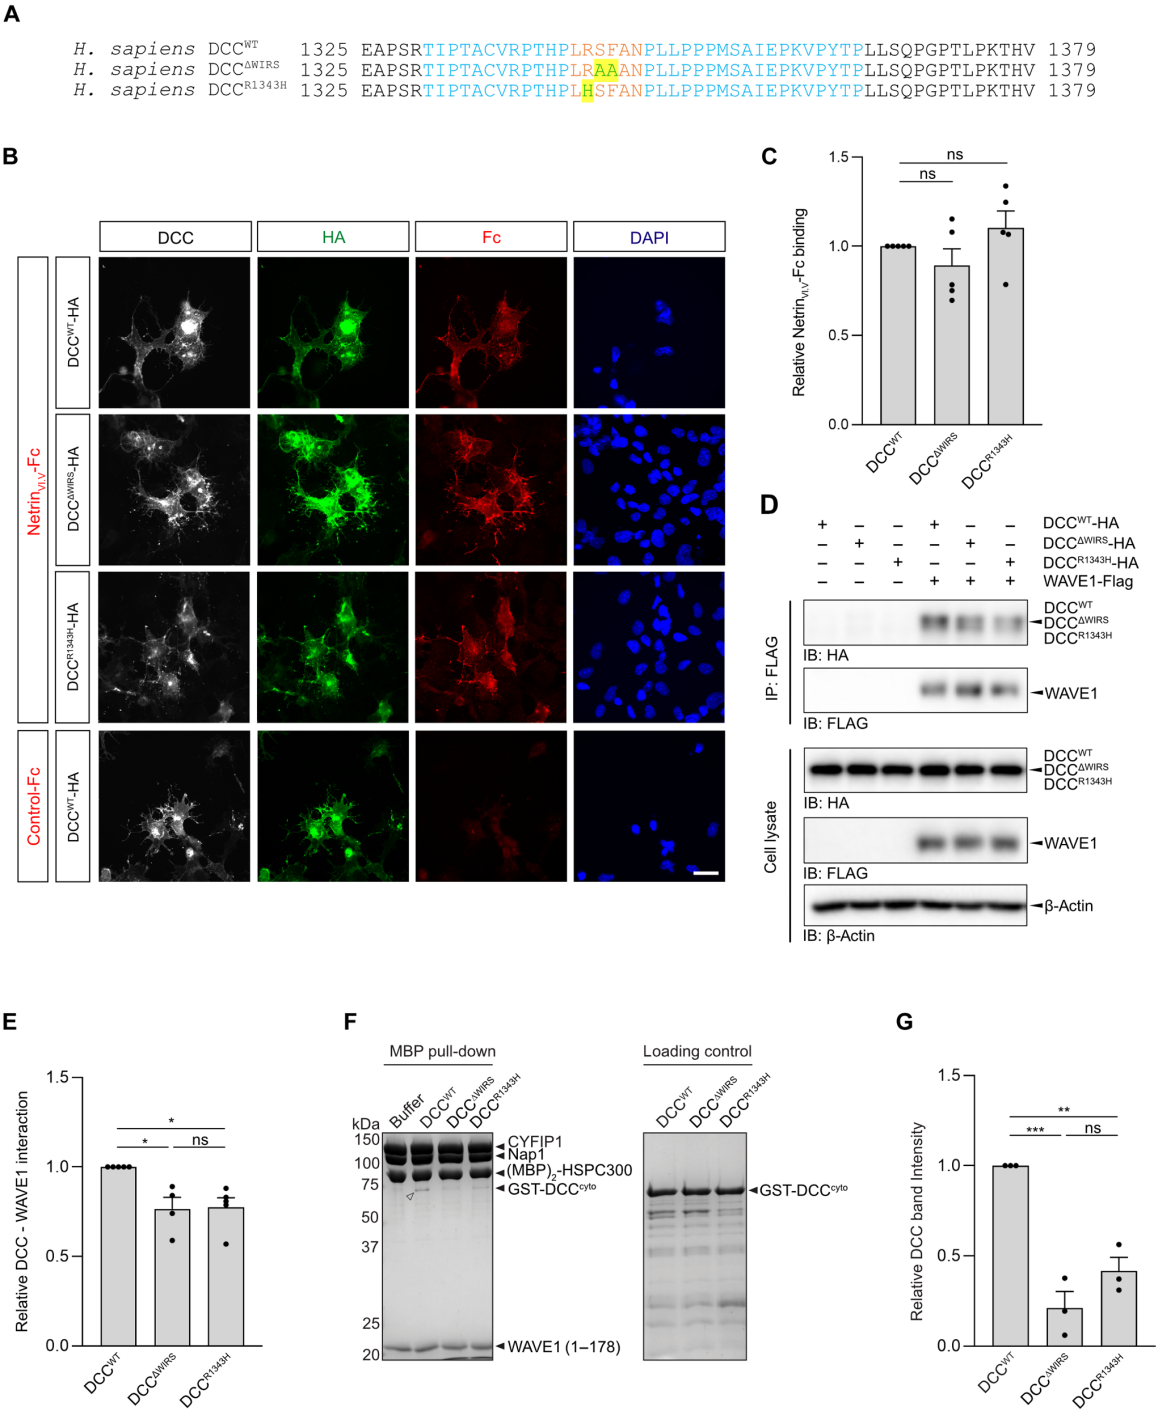 A
H. sapiens DCCWT 1325 EAPSRTIPTACVRPTHPLRSFANPLLPPPMSAIEPKVPYTPLLSQPGPTLPKTHV 1379
H. sapiens DCCΔWIRS 1325 EAPSRTIPTACVRPTHPLRAAANPLLPPPMSAIEPKVPYTPLLSQPGPTLPKTHV 1379
H. sapiens DCCR1343H 1325 EAPSRTIPTACVRPTHPLHSFANPLLPPPMSAIEPKVPYTPLLSQPGPTLPKTHV 1379
B
DCC HA Fc DAPI
NetrinVI.V-Fc
DCCWT-HA
DCCΔWIRS-HA
DCCR1343H-HA
Control-Fc
DCCWT-HA
C
Relative NetrinVI.V-Fc binding
1.5
1.0
0.5
0.0
ns
ns
DCCWT DCCΔWIRS DCCR1343H
D
+ – – + – – DCCWT-HA
– + – – + – DCCΔWIRS-HA
– – + – – + DCCR1343H-HA
– – – + + + WAVE1-Flag
IP: FLAG
DCCWT
DCCΔWIRS
DCCR1343H
IB: HA
WAVE1
IB: FLAG
Cell lysate
DCCWT
DCCΔWIRS
DCCR1343H
IB: HA
WAVE1
IB: FLAG
β-Actin
IB: β-Actin
E
Relative DCC - WAVE1 interaction
1.5
1.0
0.5
0.0
*
* ns
DCCWT DCCΔWIRS DCCR1343H
F
MBP pull-down
Buffer DCCWT DCCΔWIRS DCCR1343H
kDa
150
100
75
50
37
25
20
CYFIP1
Nap1
(MBP)2-HSPC300
GST-DCCcyto
WAVE1 (1–178)
Loading control
DCCWT DCCΔWIRS DCCR1343H
GST-DCCcyto
G
Relative DCC band Intensity
1.5
1.0
0.5
0.0
**
*** ns
DCCWT DCCΔWIRS DCCR1343H